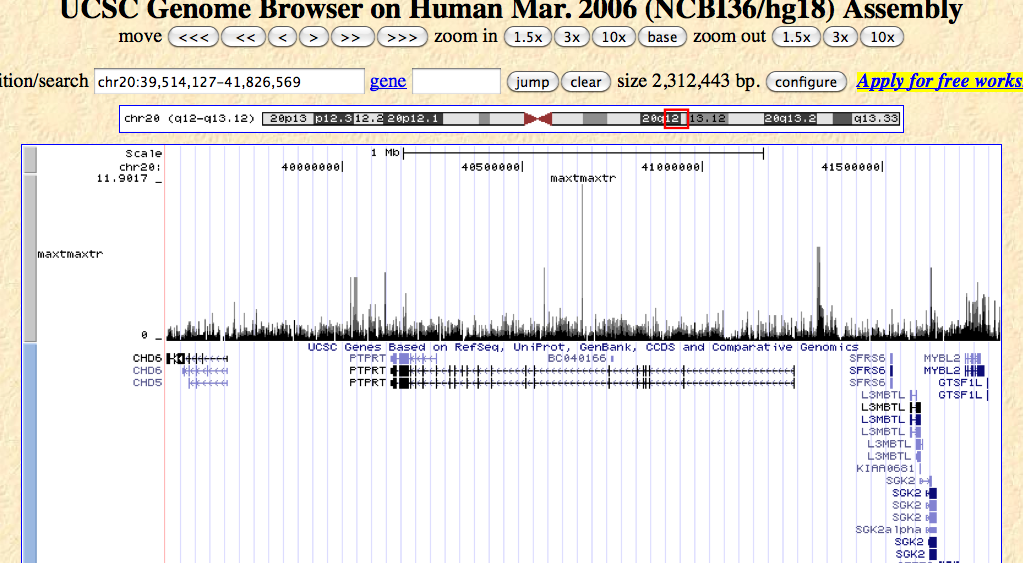 UCSC Genome Browser on Human Mar. 2006 (NCBI36/hg18) Assembly
move <<< << < > >> >>> zoom in 1.5x 3x 10x base zoom out 1.5x 3x 10x
ition/search chr20:39,514,127-41,826,569 gene jump clear size 2,312,443 bp. configure Apply for free works
chr20 (q12-q13.12) 20p13 p12.3 12.2 20p12.1 20q12 13.12 20q13.2 q13.33
Scale 1 Mb
chr20: 40000000 40500000 41000000 41500000
11.9017 _ maxtmaxtr
maxtmaxtr
0 _
UCSC Genes Based on RefSeq, UniProt, GenBank, CCDS and Comparative Genomics
CHD6 PTPRT BC040166 SFRS6 MYBL2
CHD6 PTPRT SFRS6 MYBL2
CHD5 PTPRT SFRS6 GTSF1L
L3MBTL GTSF1L
L3MBTL
L3MBTL
L3MBTL
L3MBTL
L3MBTL
KIAA0681
SGK2
SGK2
SGK2
SGK2
SGK2alpha
SGK2
SGK2